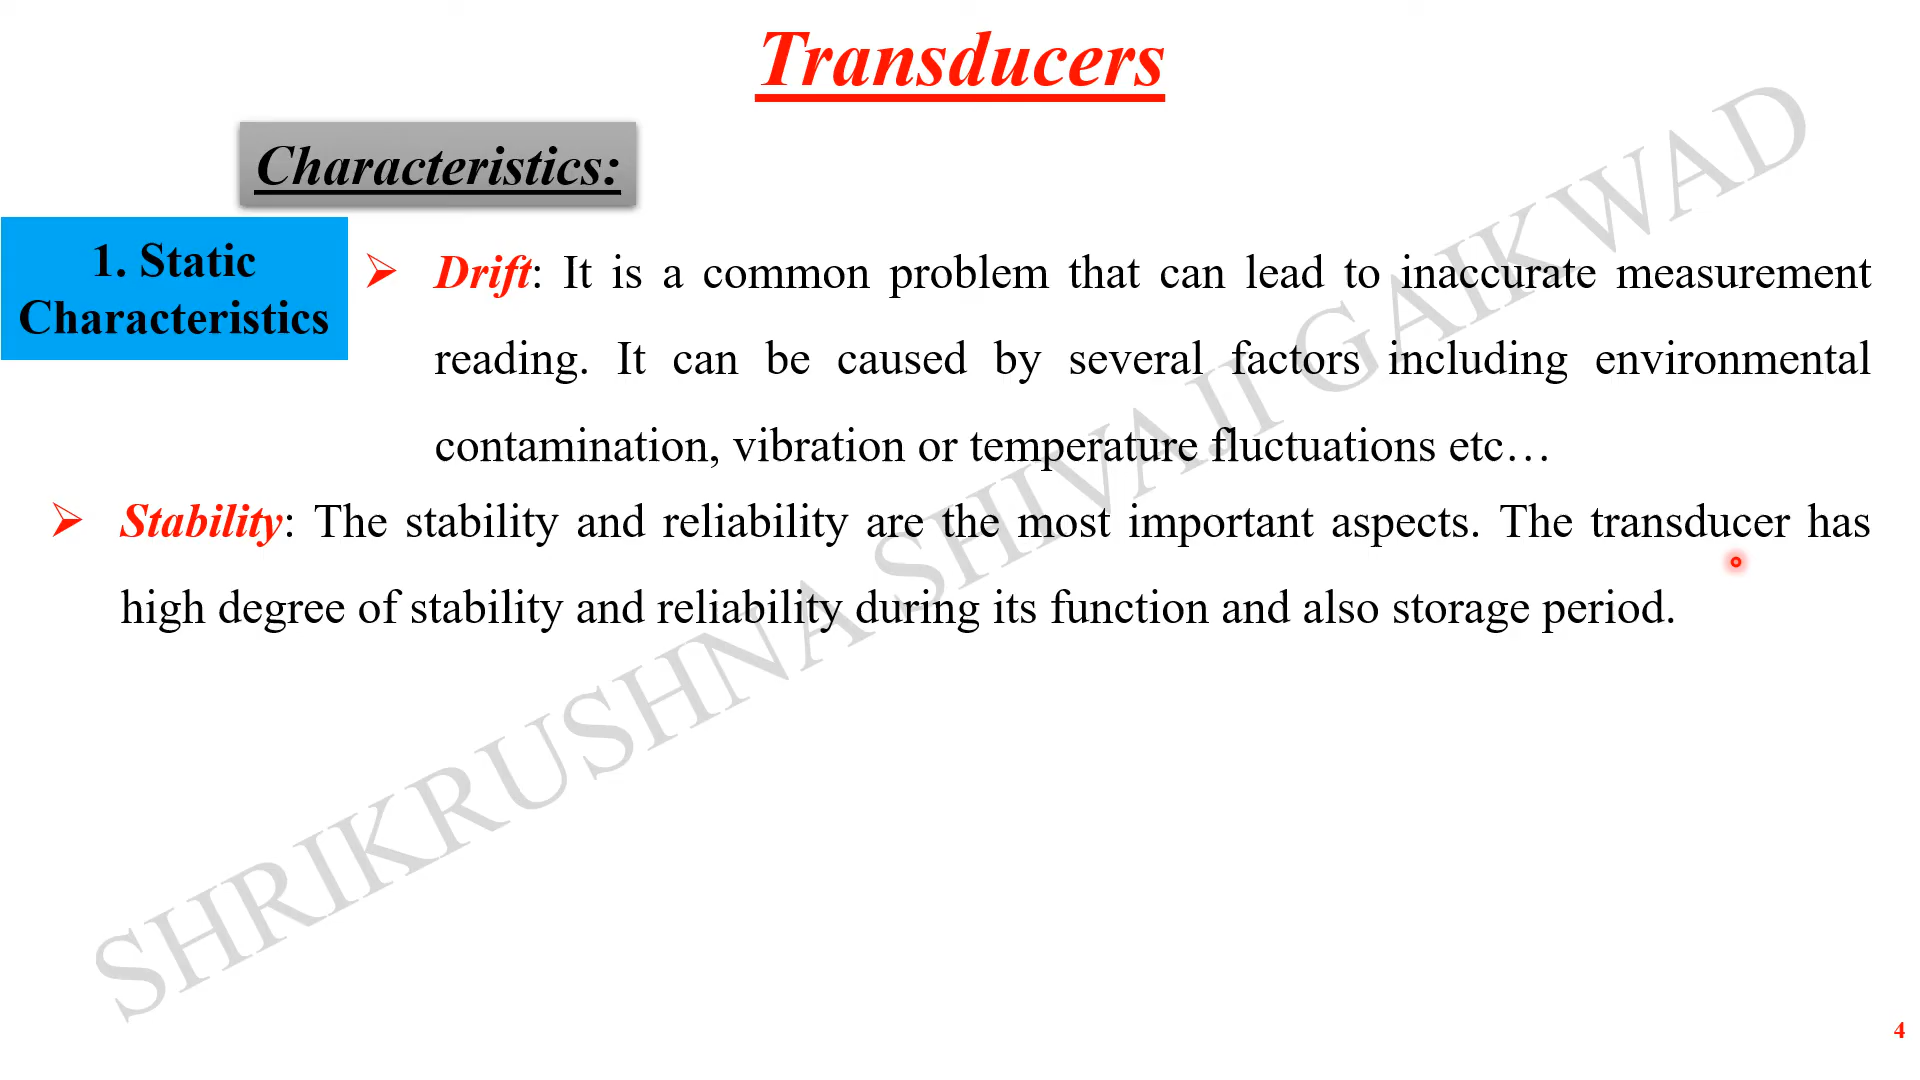 Transducers
Characteristics:
1. Static
Characteristics
➢ Drift: It is a common problem that can lead to inaccurate measurement
reading. It can be caused by several factors including environmental
contamination, vibration or temperature fluctuations etc…
➢ Stability: The stability and reliability are the most important aspects. The transducer has
high degree of stability and reliability during its function and also storage period.
SHRIKRUSHNA SHIVAJI GAIKWAD
4